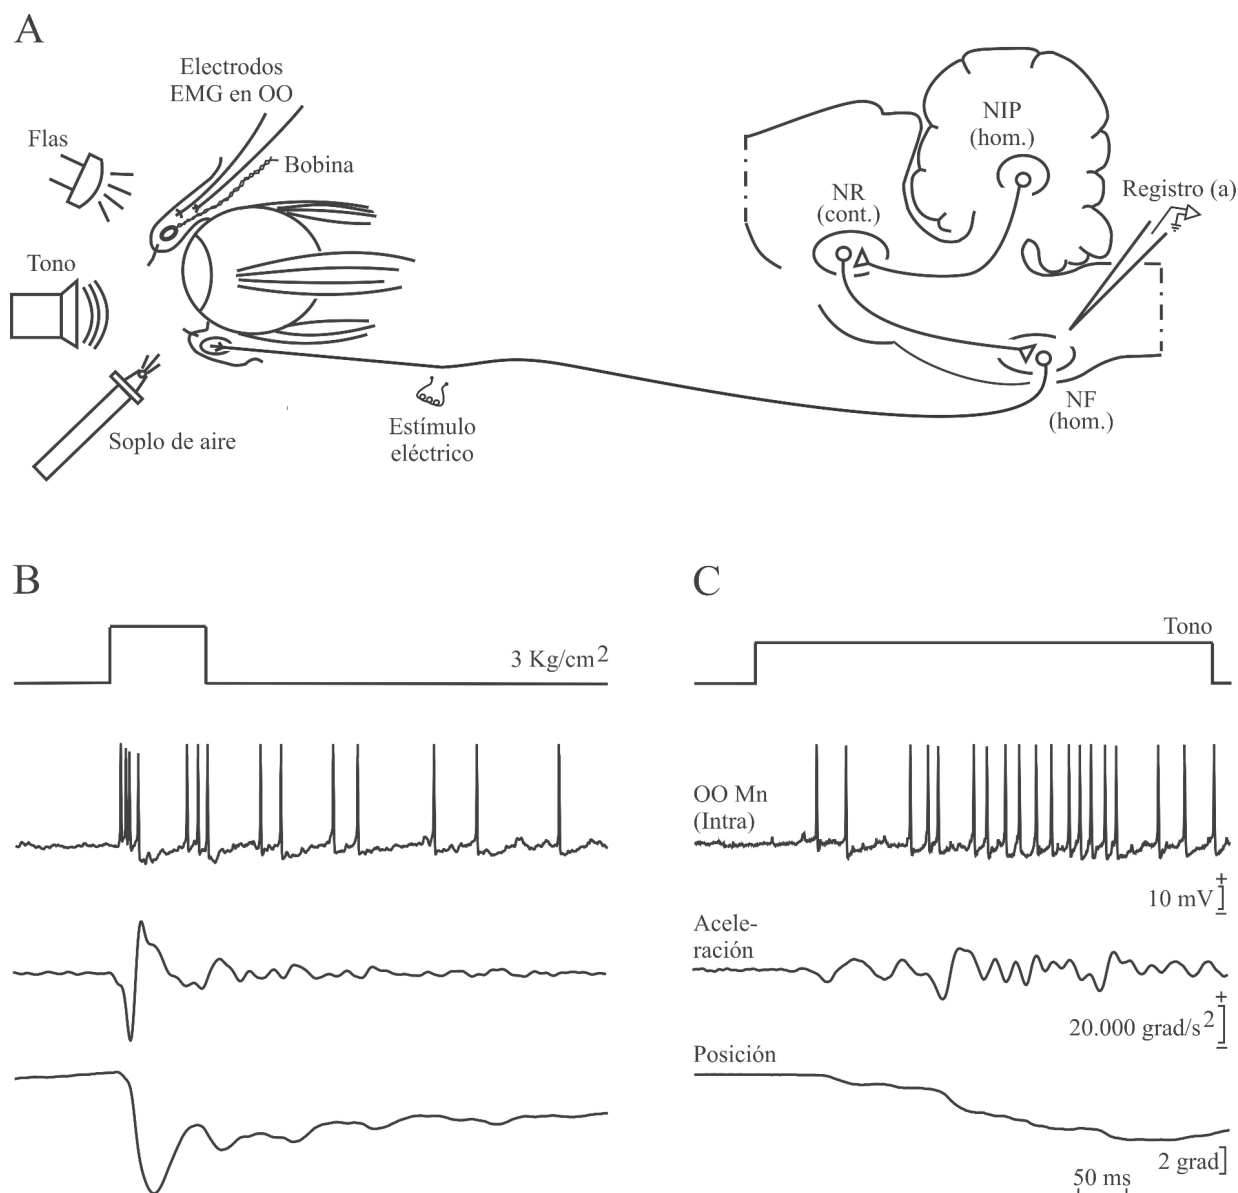 A
Electrodos
EMG en OO
Flas
Bobina
Tono
Soplo de aire
Estímulo
eléctrico
NIP
(hom.)
NR
(cont.)
Registro (a)
NF
(hom.)
B
3 Kg/cm2
C
Tono
OO Mn
(Intra)
+
10 mV
–
Acele-
ración
+
20.000 grad/s2
–
Posición
2 grad
50 ms